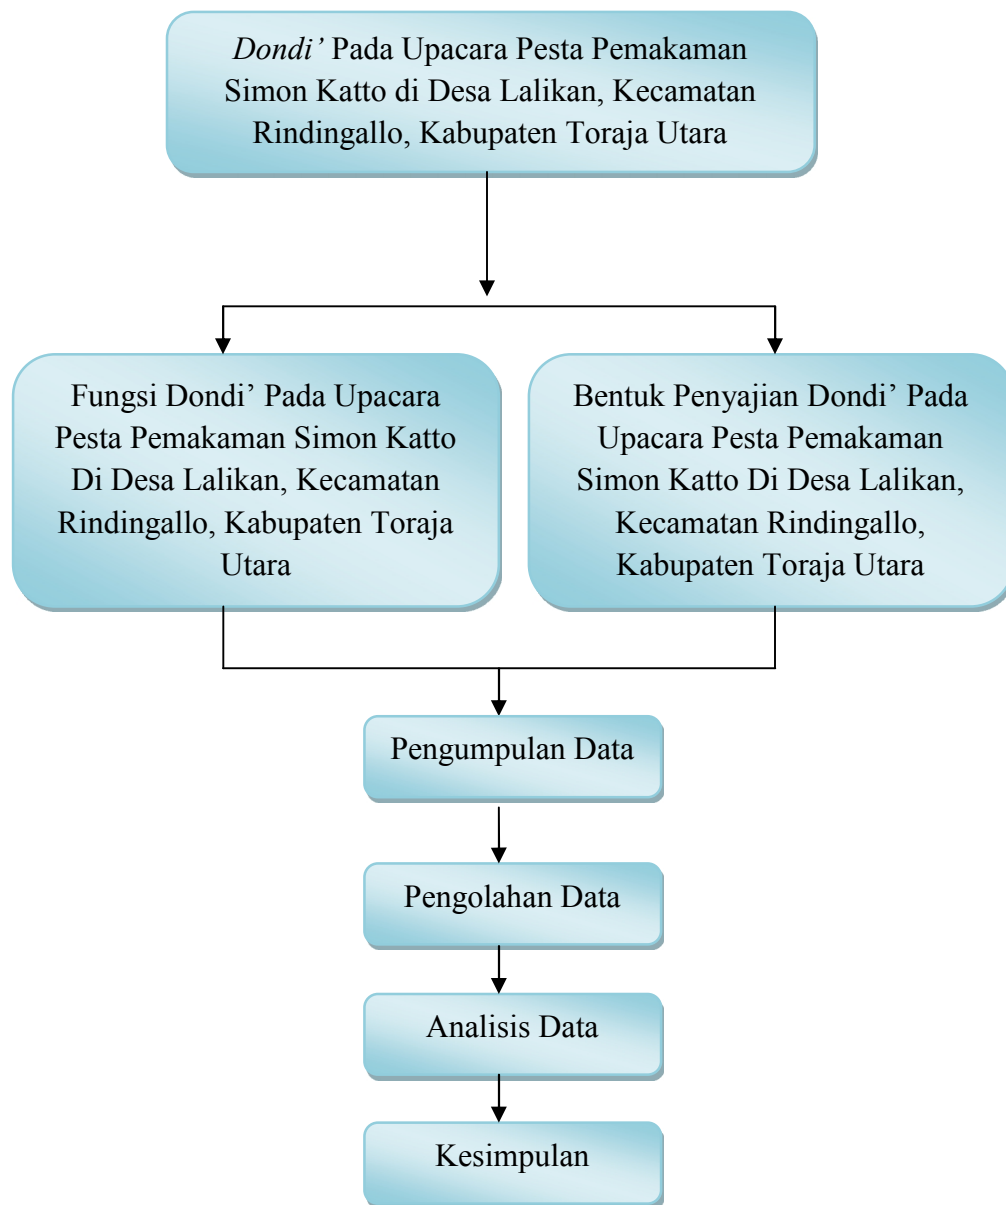 Dondi’ Pada Upacara Pesta Pemakaman
Simon Katto di Desa Lalikan, Kecamatan
Rindingallo, Kabupaten Toraja Utara
Fungsi Dondi’ Pada Upacara
Pesta Pemakaman Simon Katto
Di Desa Lalikan, Kecamatan
Rindingallo, Kabupaten Toraja
Utara
Bentuk Penyajian Dondi’ Pada
Upacara Pesta Pemakaman
Simon Katto Di Desa Lalikan,
Kecamatan Rindingallo,
Kabupaten Toraja Utara
Pengumpulan Data
Pengolahan Data
Analisis Data
Kesimpulan